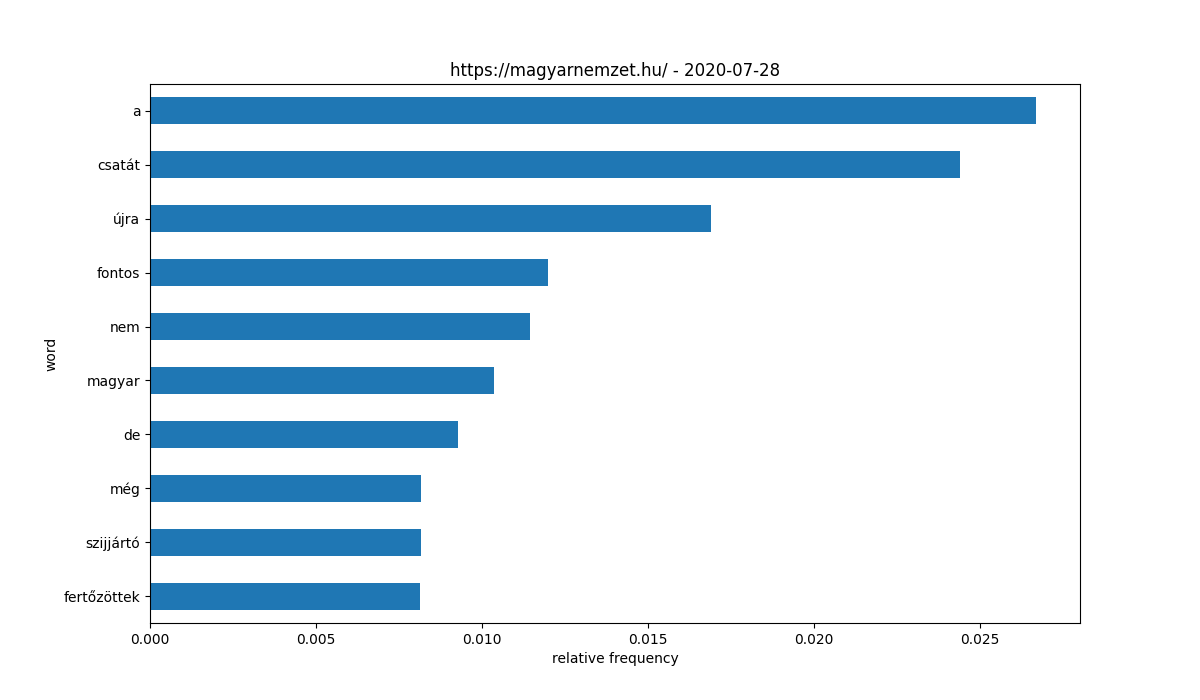 https://magyarnemzet.hu/ - 2020-07-28
a
csatát
újra
fontos
nem
magyar
de
még
szijjártó
fertőzöttek
word
0.000 0.005 0.010 0.015 0.020 0.025
relative frequency